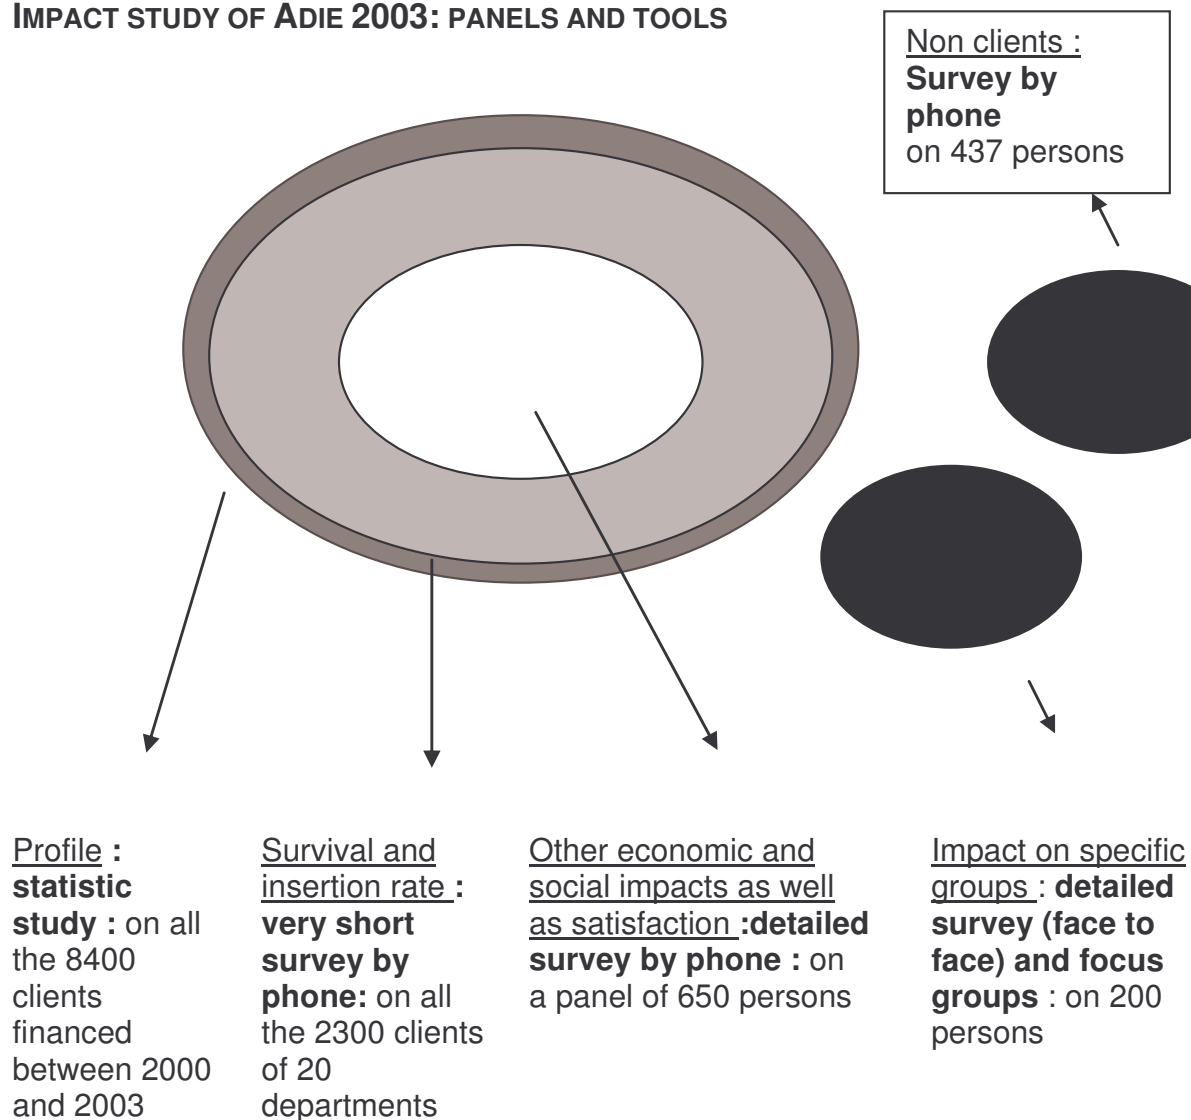 IMPACT STUDY OF ADIE 2003: PANELS AND TOOLS
Non clients :
Survey by
phone
on 437 persons
Profile :
statistic
study : on all
the 8400
clients
financed
between 2000
and 2003
Survival and
insertion rate :
very short
survey by
phone: on all
the 2300 clients
of 20
departments
Other economic and
social impacts as well
as satisfaction :detailed
survey by phone : on
a panel of 650 persons
Impact on specific
groups : detailed
survey (face to
face) and focus
groups : on 200
persons